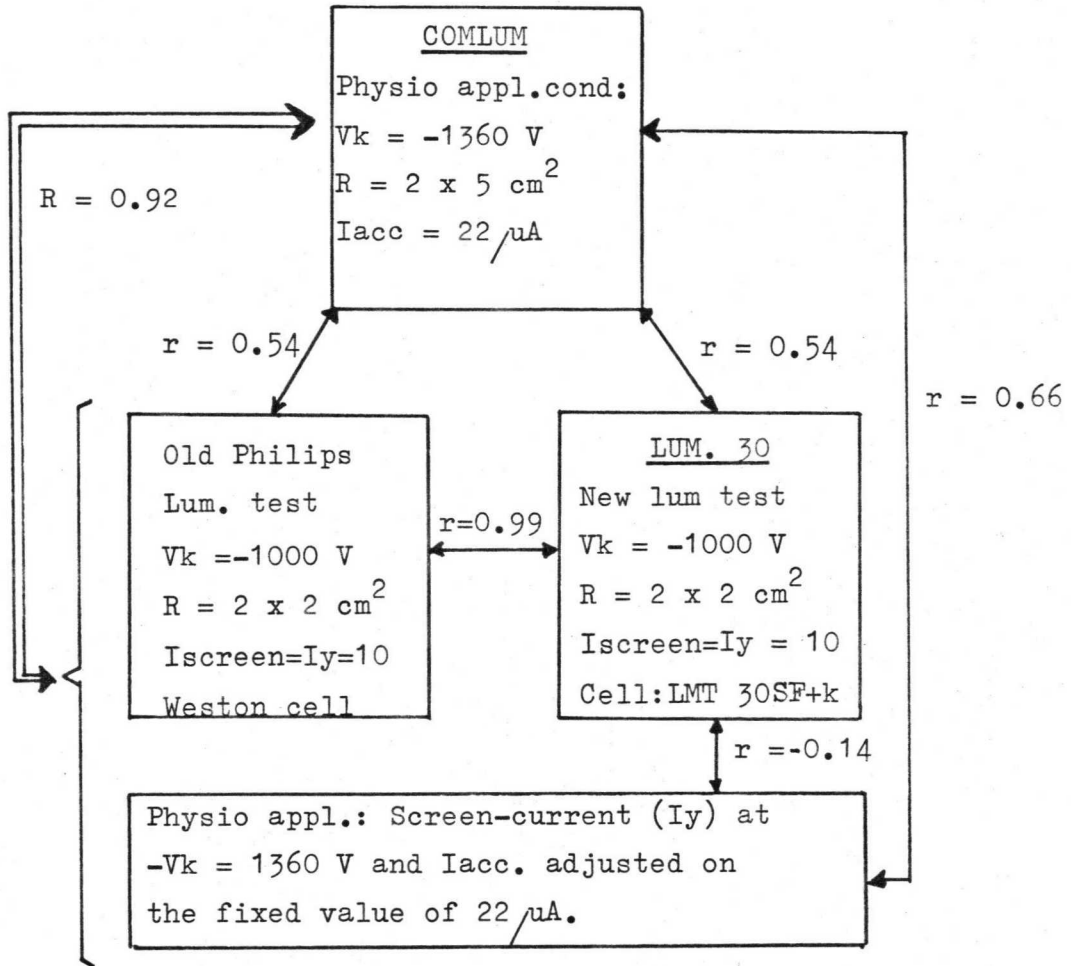 COMLUM
Physio appl.cond:
Vk = -1360 V
R = 2 x 5 cm²
Iacc = 22 /uA
R = 0.92
r = 0.54
r = 0.54
r = 0.66
Old Philips
Lum. test
Vk =-1000 V
R = 2 x 2 cm²
Iscreen=Iy=10
Weston cell
r=0.99
LUM. 30
New lum test
Vk = -1000 V
R = 2 x 2 cm²
Iscreen=Iy = 10
Cell:LMT 30SF+k
r =-0.14
Physio appl.: Screen-current (Iy) at
-Vk = 1360 V and Iacc. adjusted on
the fixed value of 22 /uA.